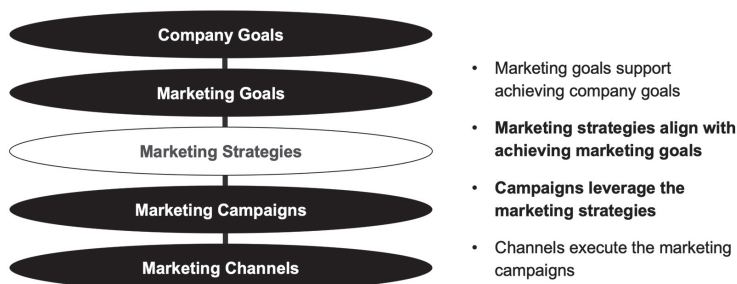 Company Goals
Marketing Goals
Marketing Strategies
Marketing Campaigns
Marketing Channels
• Marketing goals support
achieving company goals
• Marketing strategies align with
achieving marketing goals
• Campaigns leverage the
marketing strategies
• Channels execute the marketing
campaigns